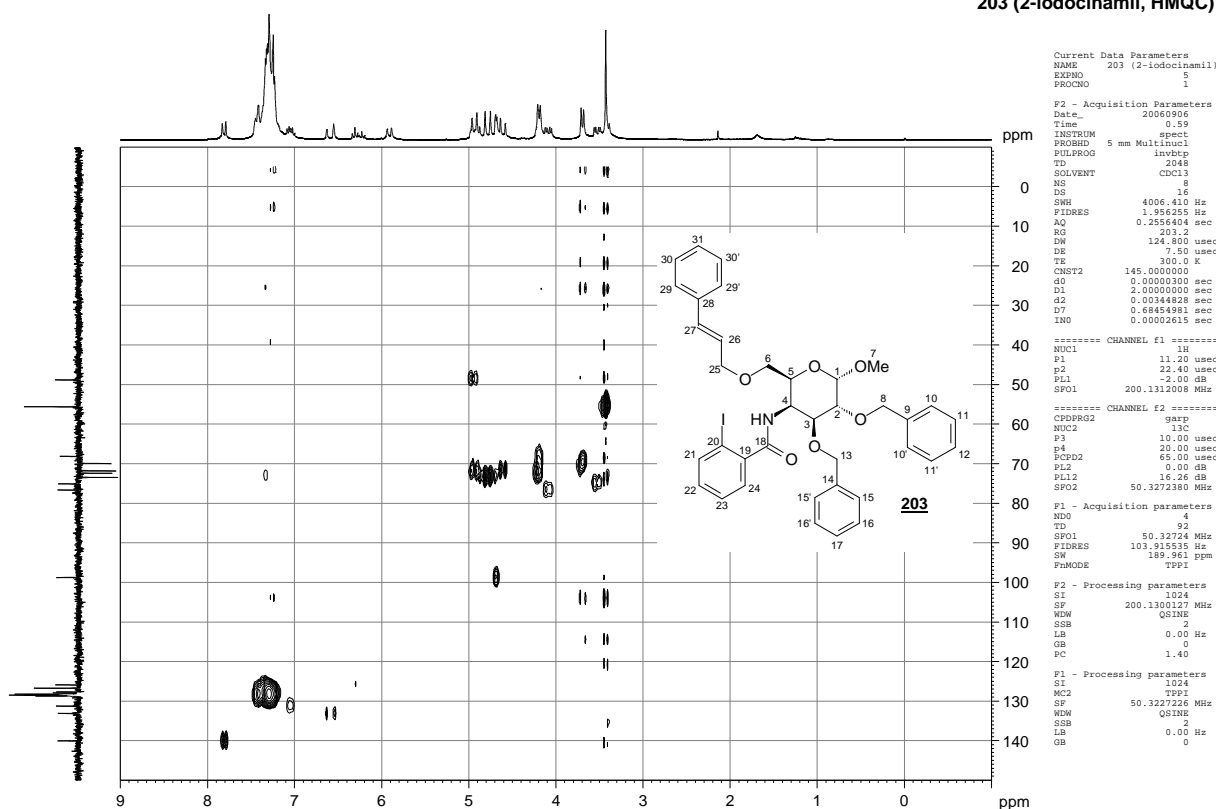 203 (2-iodocinamil, HMQC)
Current Data Parameters
NAME 203 (2-iodocinamil)
EXPNO 5
PROCNO 1
F2 - Acquisition Parameters
Date_ 20060906
Time 0.59
INSTRUM spect
PROBHD 5 mm Multinucl
PULPROG invbtp
TD 2048
SOLVENT CDCl3
NS 8
DS 16
SWH 4006.410 Hz
FIDRES 1.956255 Hz
AQ 0.2556404 sec
RG 203.2
DW 124.800 usec
DE 7.50 usec
TE 300.0 K
CNST2 145.0000000
d0 0.00000300 sec
D1 2.00000000 sec
d2 0.00344828 sec
D7 0.68454981 sec
IN0 0.00002615 sec
======== CHANNEL f1 ========
NUC1 1H
P1 11.20 usec
p2 22.40 usec
PL1 -2.00 dB
SFO1 200.1312008 MHz
======== CHANNEL f2 ========
CPDPRG2 garp
NUC2 13C
P3 10.00 usec
p4 20.00 usec
PCPD2 65.00 usec
PL2 0.00 dB
PL12 16.26 dB
SFO2 50.3272380 MHz
F1 - Acquisition parameters
ND0 4
TD 92
SFO1 50.32724 MHz
FIDRES 103.915535 Hz
SW 189.961 ppm
FnMODE TPPI
F2 - Processing parameters
SI 1024
SF 200.1300127 MHz
WDW QSINE
SSB 2
LB 0.00 Hz
GB 0
PC 1.40
F1 - Processing parameters
SI 1024
MC2 TPPI
SF 50.3227226 MHz
WDW QSINE
SSB 2
LB 0.00 Hz
GB 0
ppm
0
10
20
30
40
50
60
70
80
90
100
110
120
130
140
9 8 7 6 5 4 3 2 1 0 ppm
31
30 30'
29 29'
28
27 26
25 O 6 5 O 1 7 OMe
4 3 2 O 8 9 10 11
10' 11' 12
I HN 18 O O 13
20 19
21 22 23 24
14 15' 15
16' 16
17
203